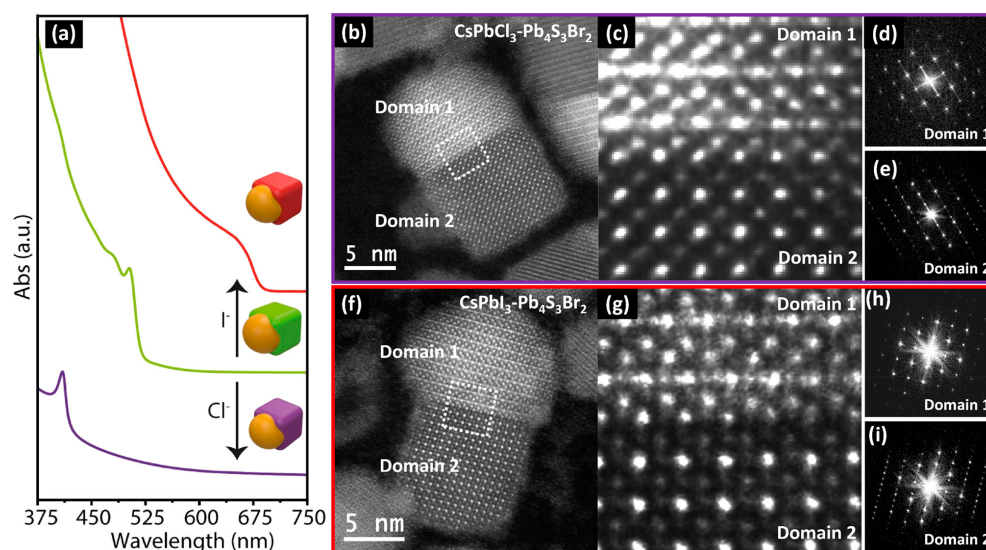 (a)
Abs (a.u.)
I⁻
Cl⁻
375 450 525 600 675 750
Wavelength (nm)
(b)
CsPbCl₃-Pb₄S₃Br₂
Domain 1
Domain 2
5 nm
(c)
Domain 1
Domain 2
(d)
Domain 1
(e)
Domain 2
(f)
CsPbI₃-Pb₄S₃Br₂
Domain 1
Domain 2
5 nm
(g)
Domain 1
Domain 2
(h)
Domain 1
(i)
Domain 2